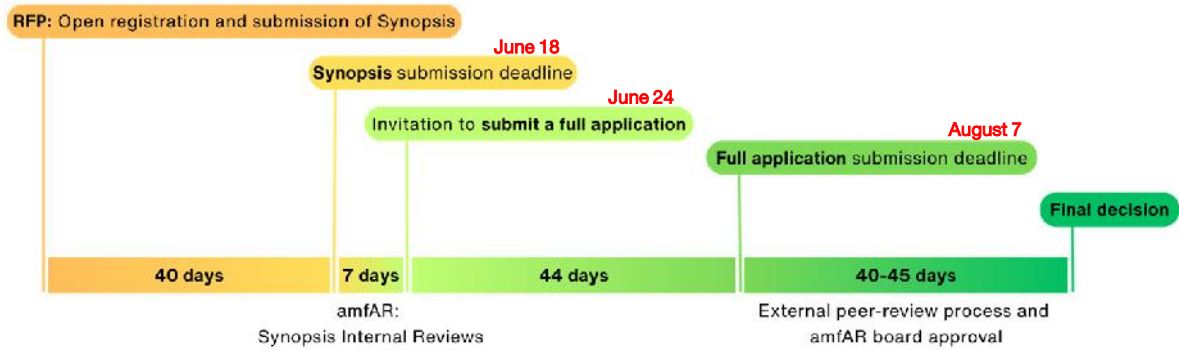 RFP: Open registration and submission of Synopsis
June 18
Synopsis submission deadline
June 24
Invitation to submit a full application
August 7
Full application submission deadline
Final decision
40 days
7 days
44 days
40-45 days
amfAR:
Synopsis Internal Reviews
External peer-review process and
amfAR board approval